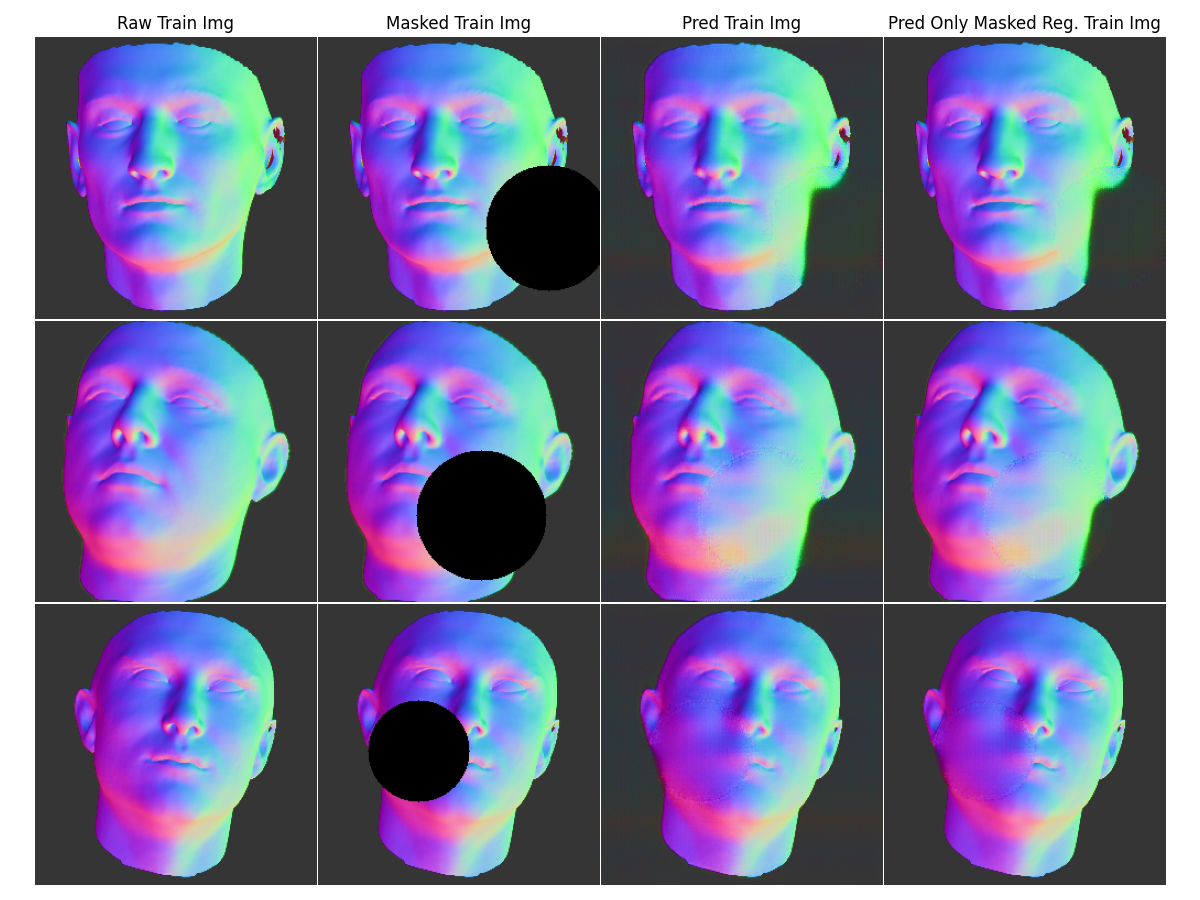 Raw Train Img
Masked Train Img
Pred Train Img
Pred Only Masked Reg. Train Img